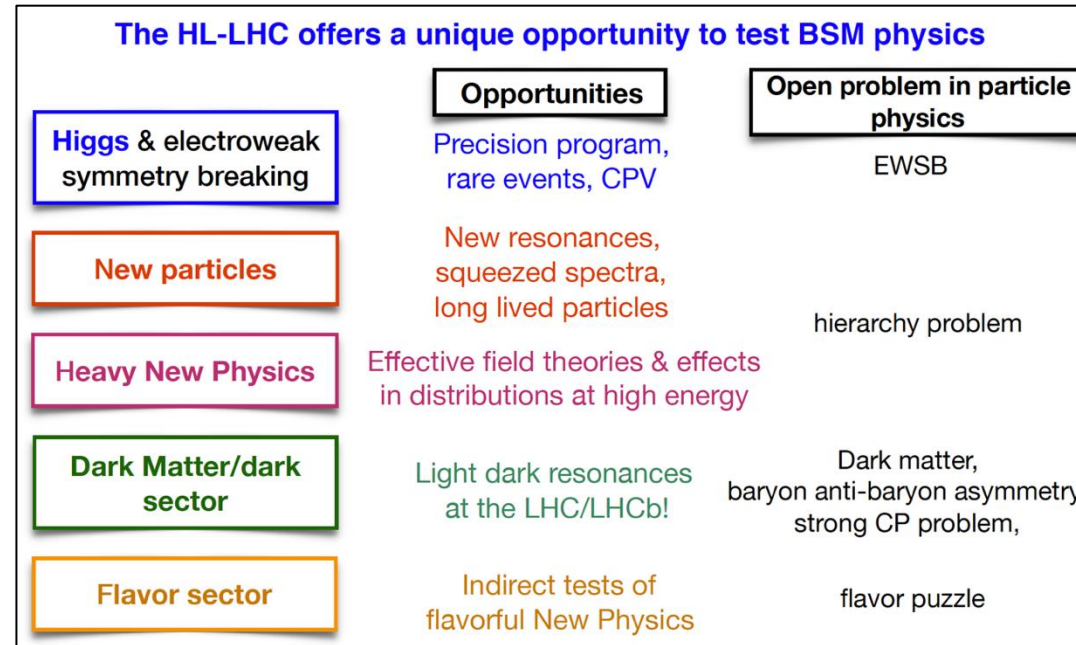 The HL-LHC offers a unique opportunity to test BSM physics
Opportunities
Open problem in particle
physics
Higgs & electroweak
symmetry breaking
Precision program,
rare events, CPV
EWSB
New particles
New resonances,
squeezed spectra,
long lived particles
hierarchy problem
Heavy New Physics
Effective field theories & effects
in distributions at high energy
Dark Matter/dark
sector
Light dark resonances
at the LHC/LHCb!
Dark matter,
baryon anti-baryon asymmetry
strong CP problem,
Flavor sector
Indirect tests of
flavorful New Physics
flavor puzzle